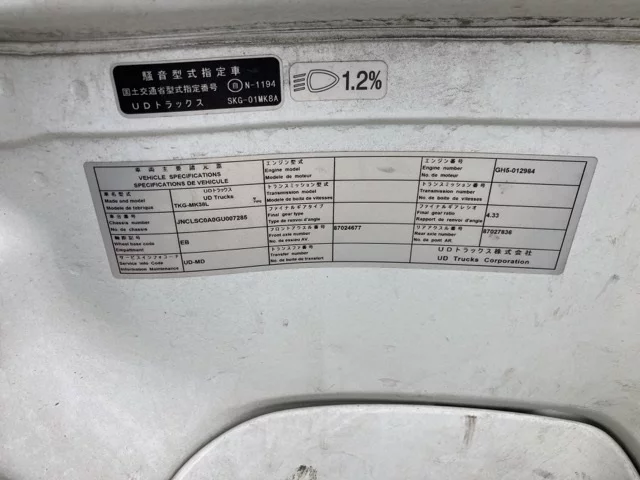 騒音型式指定車
国土交通省型式指定番号 自 N-1194
UDトラックス SKG-01MK8A
1.2%
車両主要諸元表
VEHICLE SPECIFICATIONS
SPECIFICATIONS DE VEHICULE
車名型式 UDトラックス
Make and model UD Trucks
Modele de fabrique TKG-MK38L
車台番号
Chassis number JNCLSC0A0GU007285
No. de chassis
輪距記号
Wheel base code EB
Empattement
サービスインフォコード
Service info Code UD-MD
Information Maintenance
エンジン型式
Engine model
Modele de moteur
トランスミッション型式
Transmission model
Modele de boite de vitesses
ファイナルギアタイプ
Final gear type
Type de renvoi d'angle
フロントアクスル番号
Front axle number 87024677
No. de essieu AV.
トランスファ番号
Transfer number
No. de boite de transfert
エンジン番号
Engine number GH5-012984
No. de moteur
トランスミッション番号
Transmission number
No. de boite de vitesses
ファイナルギアレシオ
Final gear ratio 4.33
Rapport de renvoi d'angle
リアアクスル番号
Rear axle number 87027836
No. de pont AR.
UDトラックス株式会社
UD Trucks Corporation